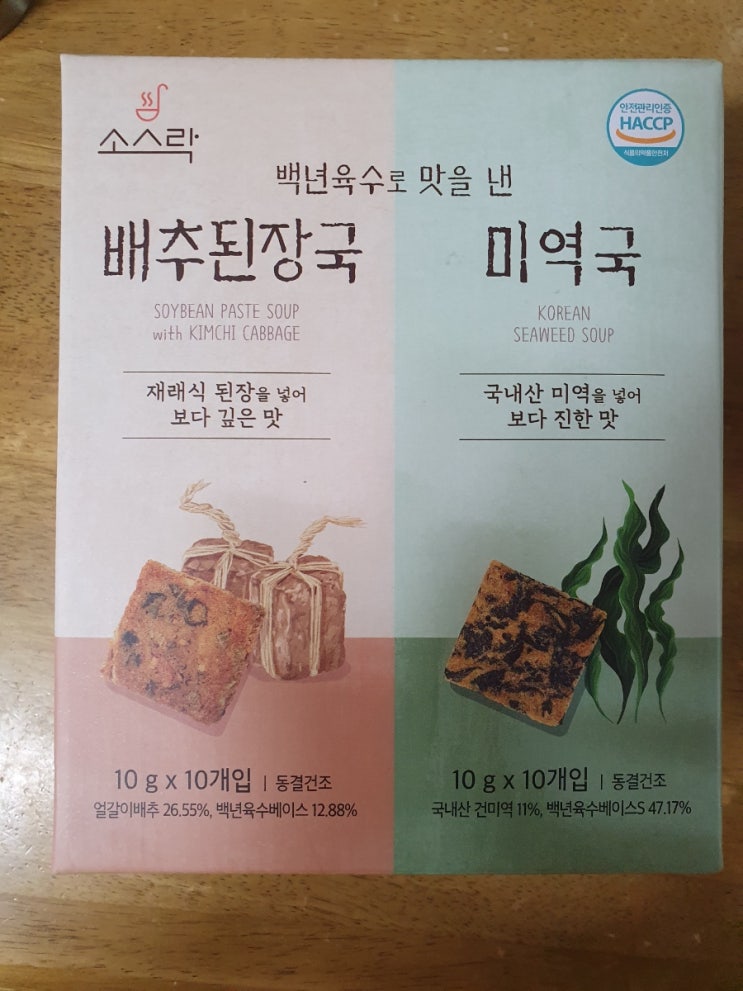 소스락
안전관리인증
HACCP
식품의약품안전처
백년육수로 맛을 낸
배추된장국
SOYBEAN PASTE SOUP
with KIMCHI CABBAGE
재래식 된장을 넣어
보다 깊은 맛
10 g x 10개입 | 동결건조
얼갈이배추 26.55%, 백년육수베이스 12.88%
미역국
KOREAN
SEAWEED SOUP
국내산 미역을 넣어
보다 진한 맛
10 g x 10개입 | 동결건조
국내산 건미역 11%, 백년육수베이스S 47.17%